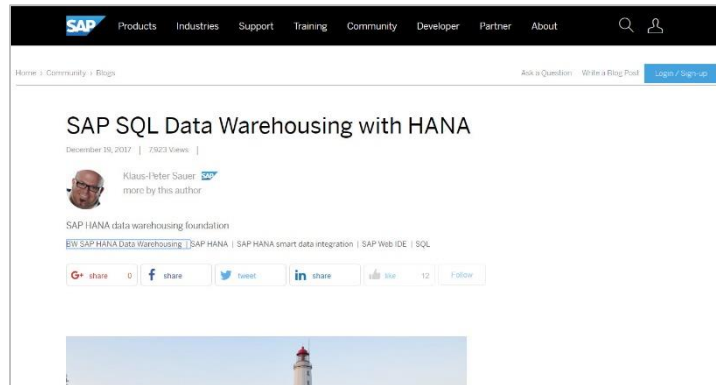 SAP Products Industries Support Training Community Developer Partner About
Home > Community > Blogs Ask a Question Write a Blog Post Login / Sign-up
SAP SQL Data Warehousing with HANA
December 19, 2017 | 7,923 Views |
Klaus-Peter Sauer SAP
more by this author
SAP HANA data warehousing foundation
BW SAP HANA Data Warehousing | SAP HANA | SAP HANA smart data integration | SAP Web IDE | SQL
G+ share 0 f share tweet in share like 12 Follow